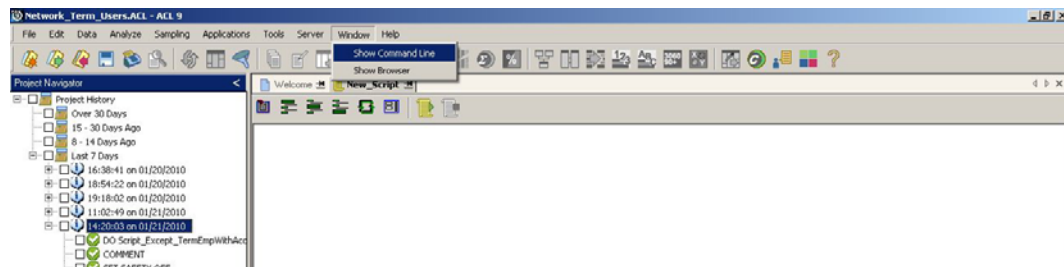 Network_Term_Users.ACL - ACL 9
File Edit Data Analyze Sampling Applications Tools Server Window Help
Show Command Line
Show Browser
Project Navigator <
Welcome New_Script
Project History
Over 30 Days
15 - 30 Days Ago
8 - 14 Days Ago
Last 7 Days
16:38:41 on 01/20/2010
18:54:22 on 01/20/2010
19:18:02 on 01/20/2010
11:02:49 on 01/21/2010
14:20:03 on 01/21/2010
DO Script_Except_TermEmpWithAcc
COMMENT
SET SAFETY OFF